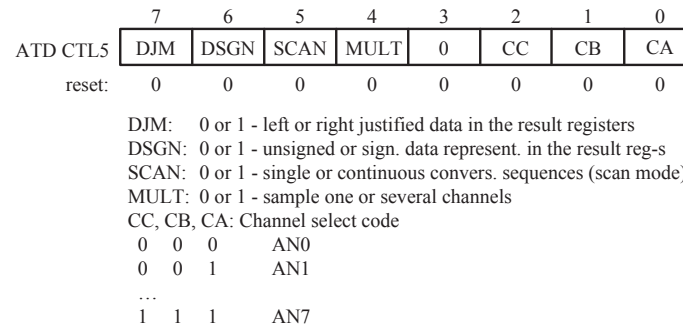 7 6 5 4 3 2 1 0
ATD CTL5 DJM DSGN SCAN MULT 0 CC CB CA
reset: 0 0 0 0 0 0 0 0
DJM: 0 or 1 - left or right justified data in the result registers
DSGN: 0 or 1 - unsigned or sign. data represent. in the result reg-s
SCAN: 0 or 1 - single or continuous convers. sequences (scan mode)
MULT: 0 or 1 - sample one or several channels
CC, CB, CA: Channel select code
0 0 0 AN0
0 0 1 AN1
…
1 1 1 AN7